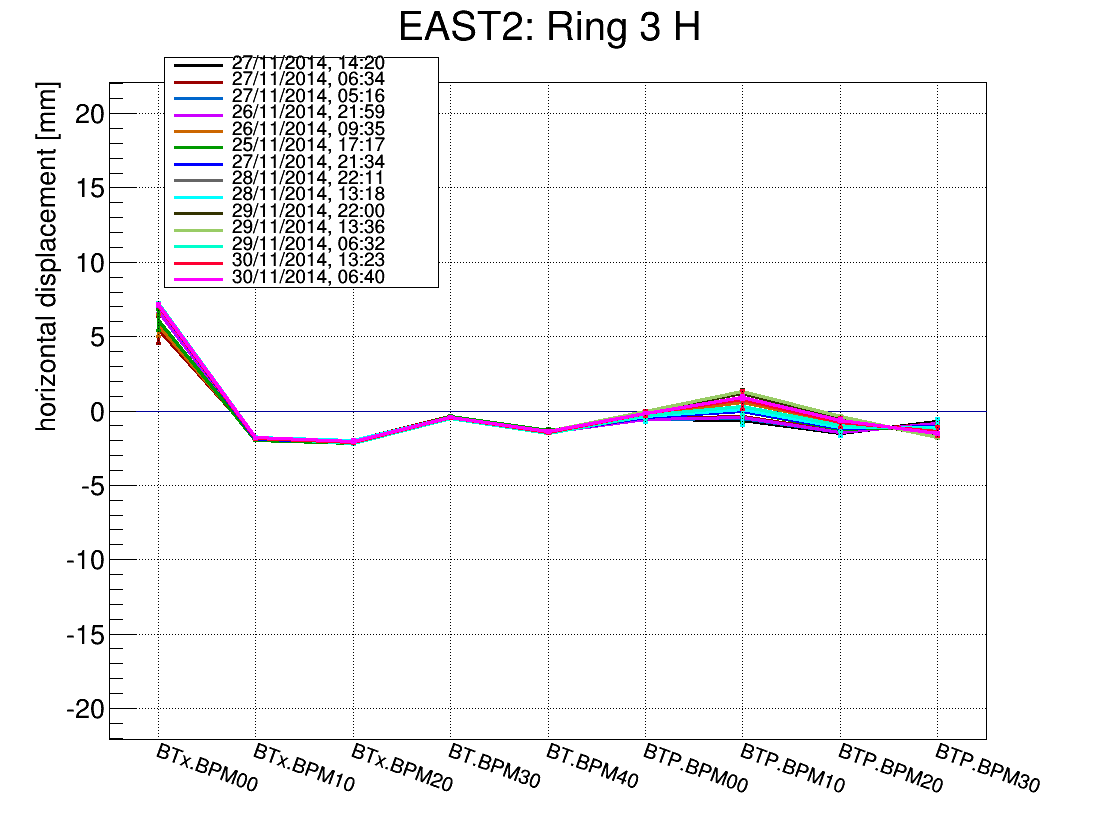 EAST2: Ring 3 H
horizontal displacement [mm]
27/11/2014, 14:20
27/11/2014, 06:34
27/11/2014, 05:16
26/11/2014, 21:59
26/11/2014, 09:35
25/11/2014, 17:17
27/11/2014, 21:34
28/11/2014, 22:11
28/11/2014, 13:18
29/11/2014, 22:00
29/11/2014, 13:36
29/11/2014, 06:32
30/11/2014, 13:23
30/11/2014, 06:40
20
15
10
5
0
-5
-10
-15
-20
BTx.BPM00
BTx.BPM10
BTx.BPM20
BT.BPM30
BT.BPM40
BTP.BPM00
BTP.BPM10
BTP.BPM20
BTP.BPM30